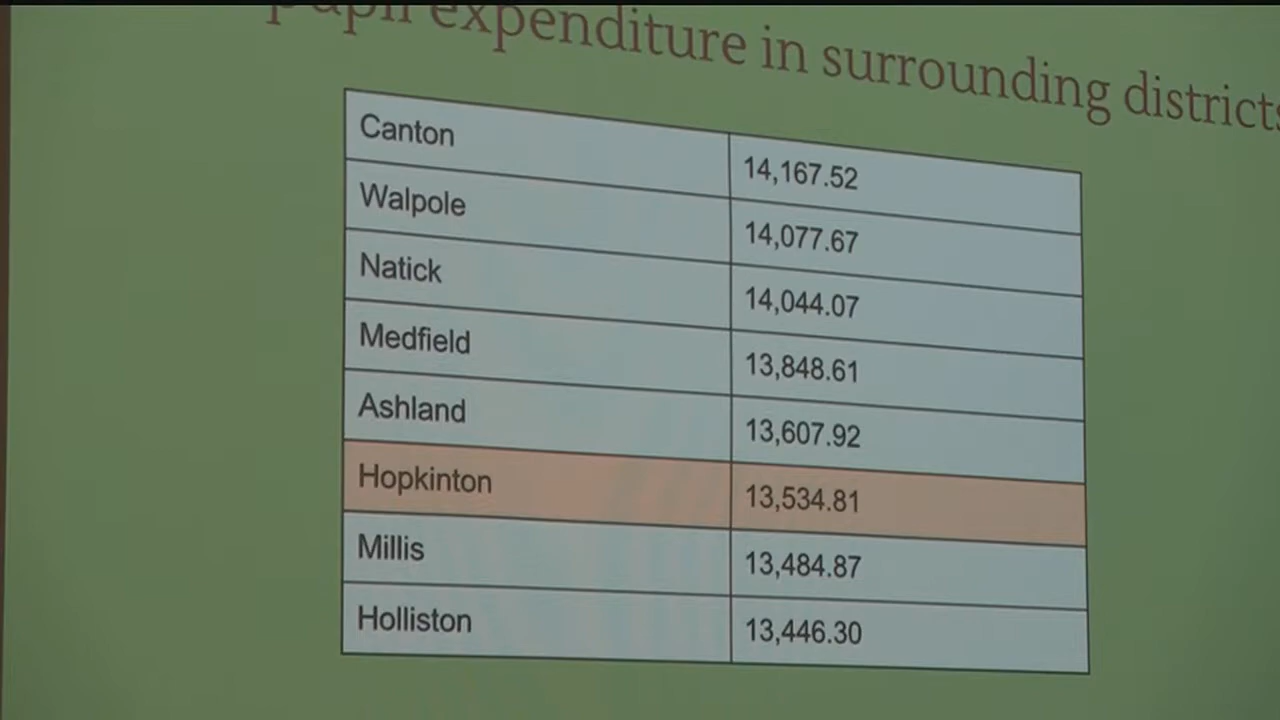 pupil expenditure in surrounding districts
Canton 14,167.52
Walpole 14,077.67
Natick 14,044.07
Medfield 13,848.61
Ashland 13,607.92
Hopkinton 13,534.81
Millis 13,484.87
Holliston 13,446.30